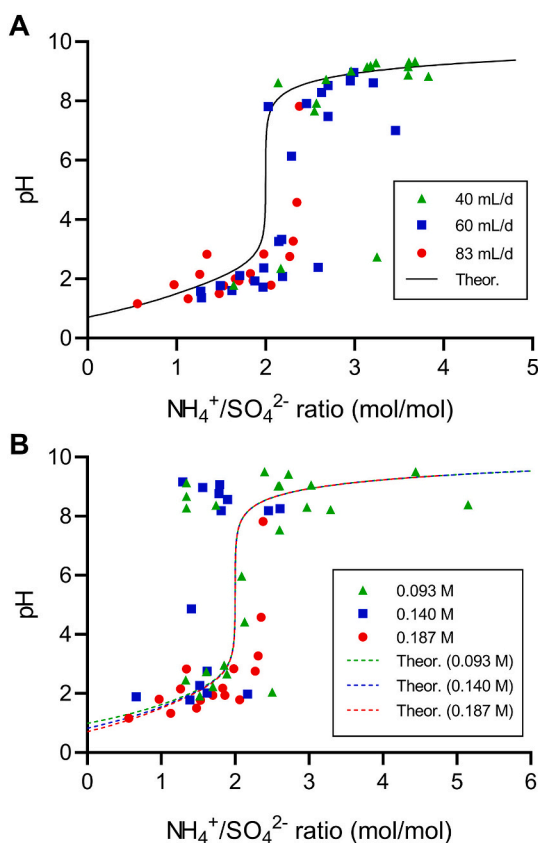 A
10
8
6
4
2
0
pH
0 1 2 3 4 5
NH₄⁺/SO₄²⁻ ratio (mol/mol)
40 mL/d
60 mL/d
83 mL/d
Theor.
B
10
8
6
4
2
0
pH
0 1 2 3 4 5 6
NH₄⁺/SO₄²⁻ ratio (mol/mol)
0.093 M
0.140 M
0.187 M
Theor. (0.093 M)
Theor. (0.140 M)
Theor. (0.187 M)